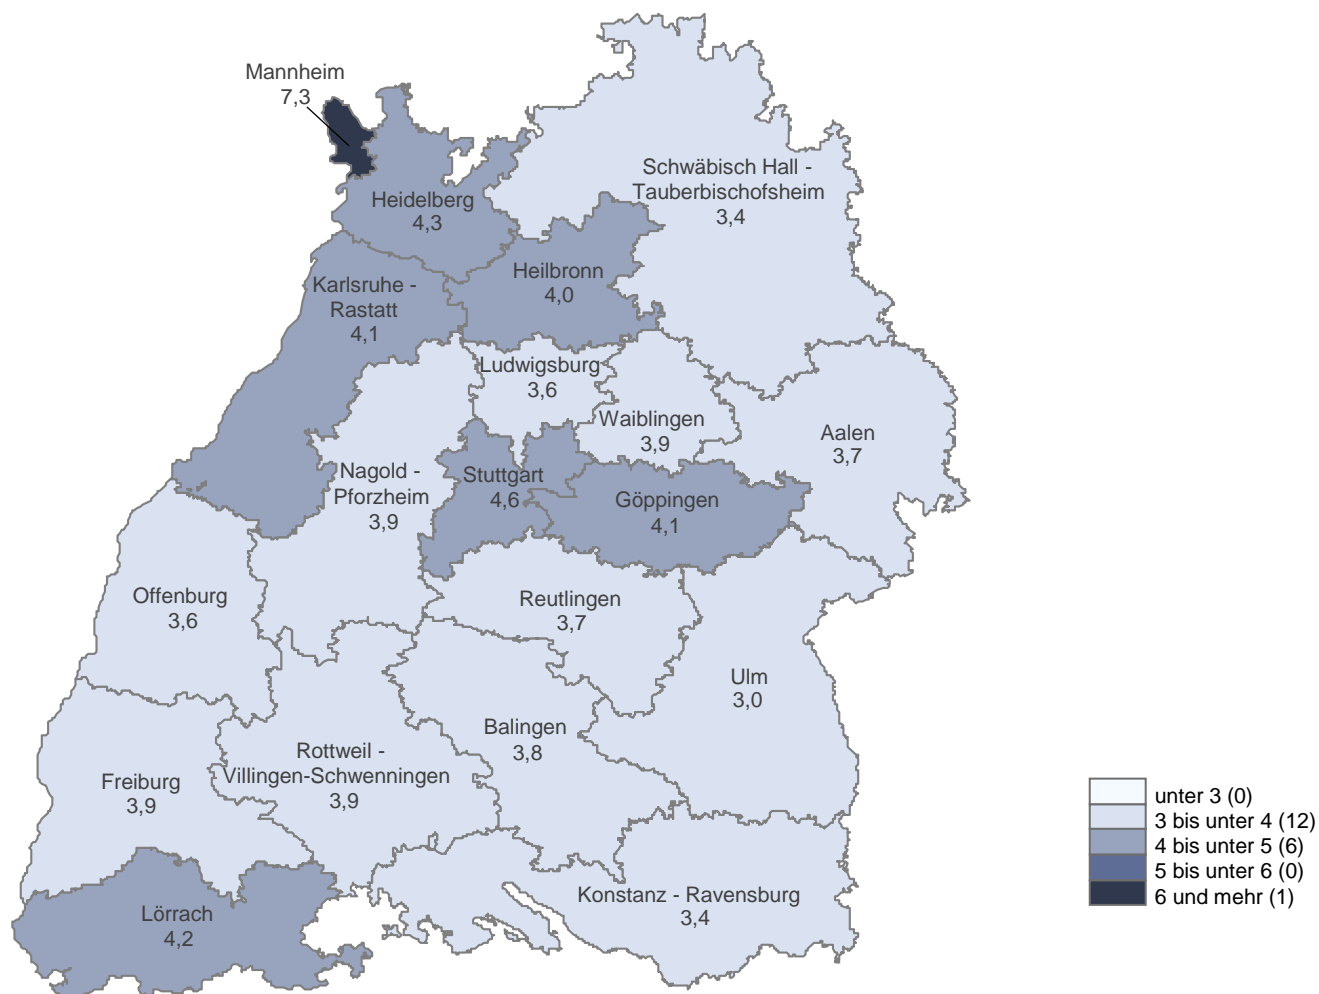 Mannheim
7,3
Schwäbisch Hall -
Tauberbischofsheim
3,4
Heidelberg
4,3
Heilbronn
4,0
Karlsruhe -
Rastatt
4,1
Ludwigsburg
3,6
Waiblingen
3,9
Aalen
3,7
Nagold -
Pforzheim
3,9
Stuttgart
4,6
Göppingen
4,1
Offenburg
3,6
Reutlingen
3,7
Ulm
3,0
Balingen
3,8
Rottweil -
Villingen-Schwenningen
3,9
Freiburg
3,9
Konstanz - Ravensburg
3,4
Lörrach
4,2
unter 3 (0)
3 bis unter 4 (12)
4 bis unter 5 (6)
5 bis unter 6 (0)
6 und mehr (1)